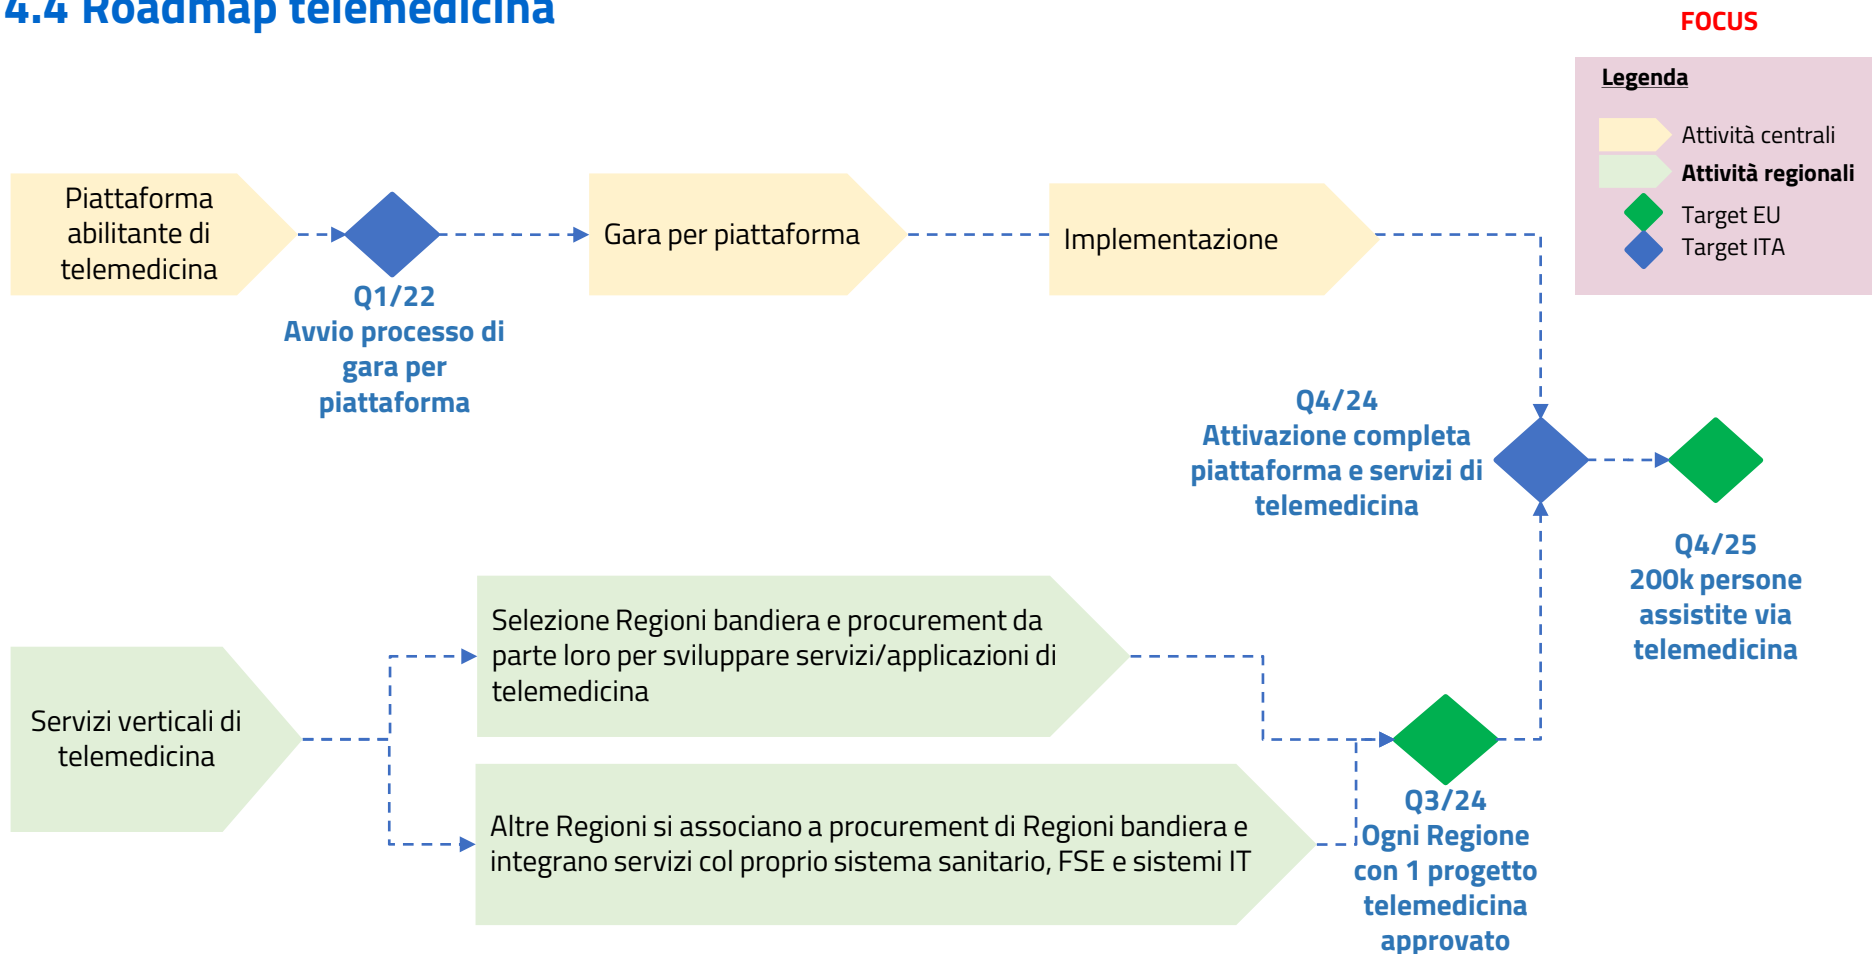 4.4 Roadmap telemedicina
FOCUS
Legenda
Attività centrali
Attività regionali
Target EU
Target ITA
Piattaforma
abilitante di
telemedicina
Q1/22
Avvio processo di
gara per
piattaforma
Gara per piattaforma
Implementazione
Q4/24
Attivazione completa
piattaforma e servizi di
telemedicina
Q4/25
200k persone
assistite via
telemedicina
Servizi verticali di
telemedicina
Selezione Regioni bandiera e procurement da
parte loro per sviluppare servizi/applicazioni di
telemedicina
Altre Regioni si associano a procurement di Regioni bandiera e
integrano servizi col proprio sistema sanitario, FSE e sistemi IT
Q3/24
Ogni Regione
con 1 progetto
telemedicina
approvato